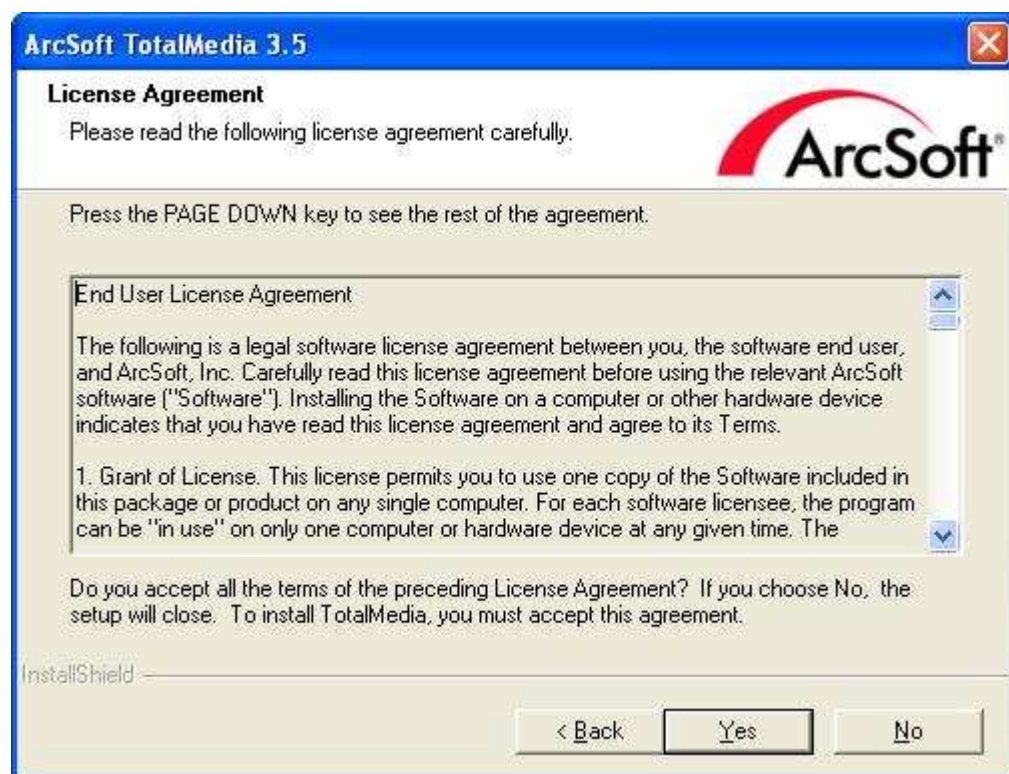 ArcSoft TotalMedia 3.5
License Agreement
Please read the following license agreement carefully.
ArcSoft®
Press the PAGE DOWN key to see the rest of the agreement.
End User License Agreement
The following is a legal software license agreement between you, the software end user,
and ArcSoft, Inc. Carefully read this license agreement before using the relevant ArcSoft
software ("Software"). Installing the Software on a computer or other hardware device
indicates that you have read this license agreement and agree to its Terms.
1. Grant of License. This license permits you to use one copy of the Software included in
this package or product on any single computer. For each software licensee, the program
can be "in use" on only one computer or hardware device at any given time. The
Do you accept all the terms of the preceding License Agreement? If you choose No, the
setup will close. To install TotalMedia, you must accept this agreement.
InstallShield
< Back Yes No